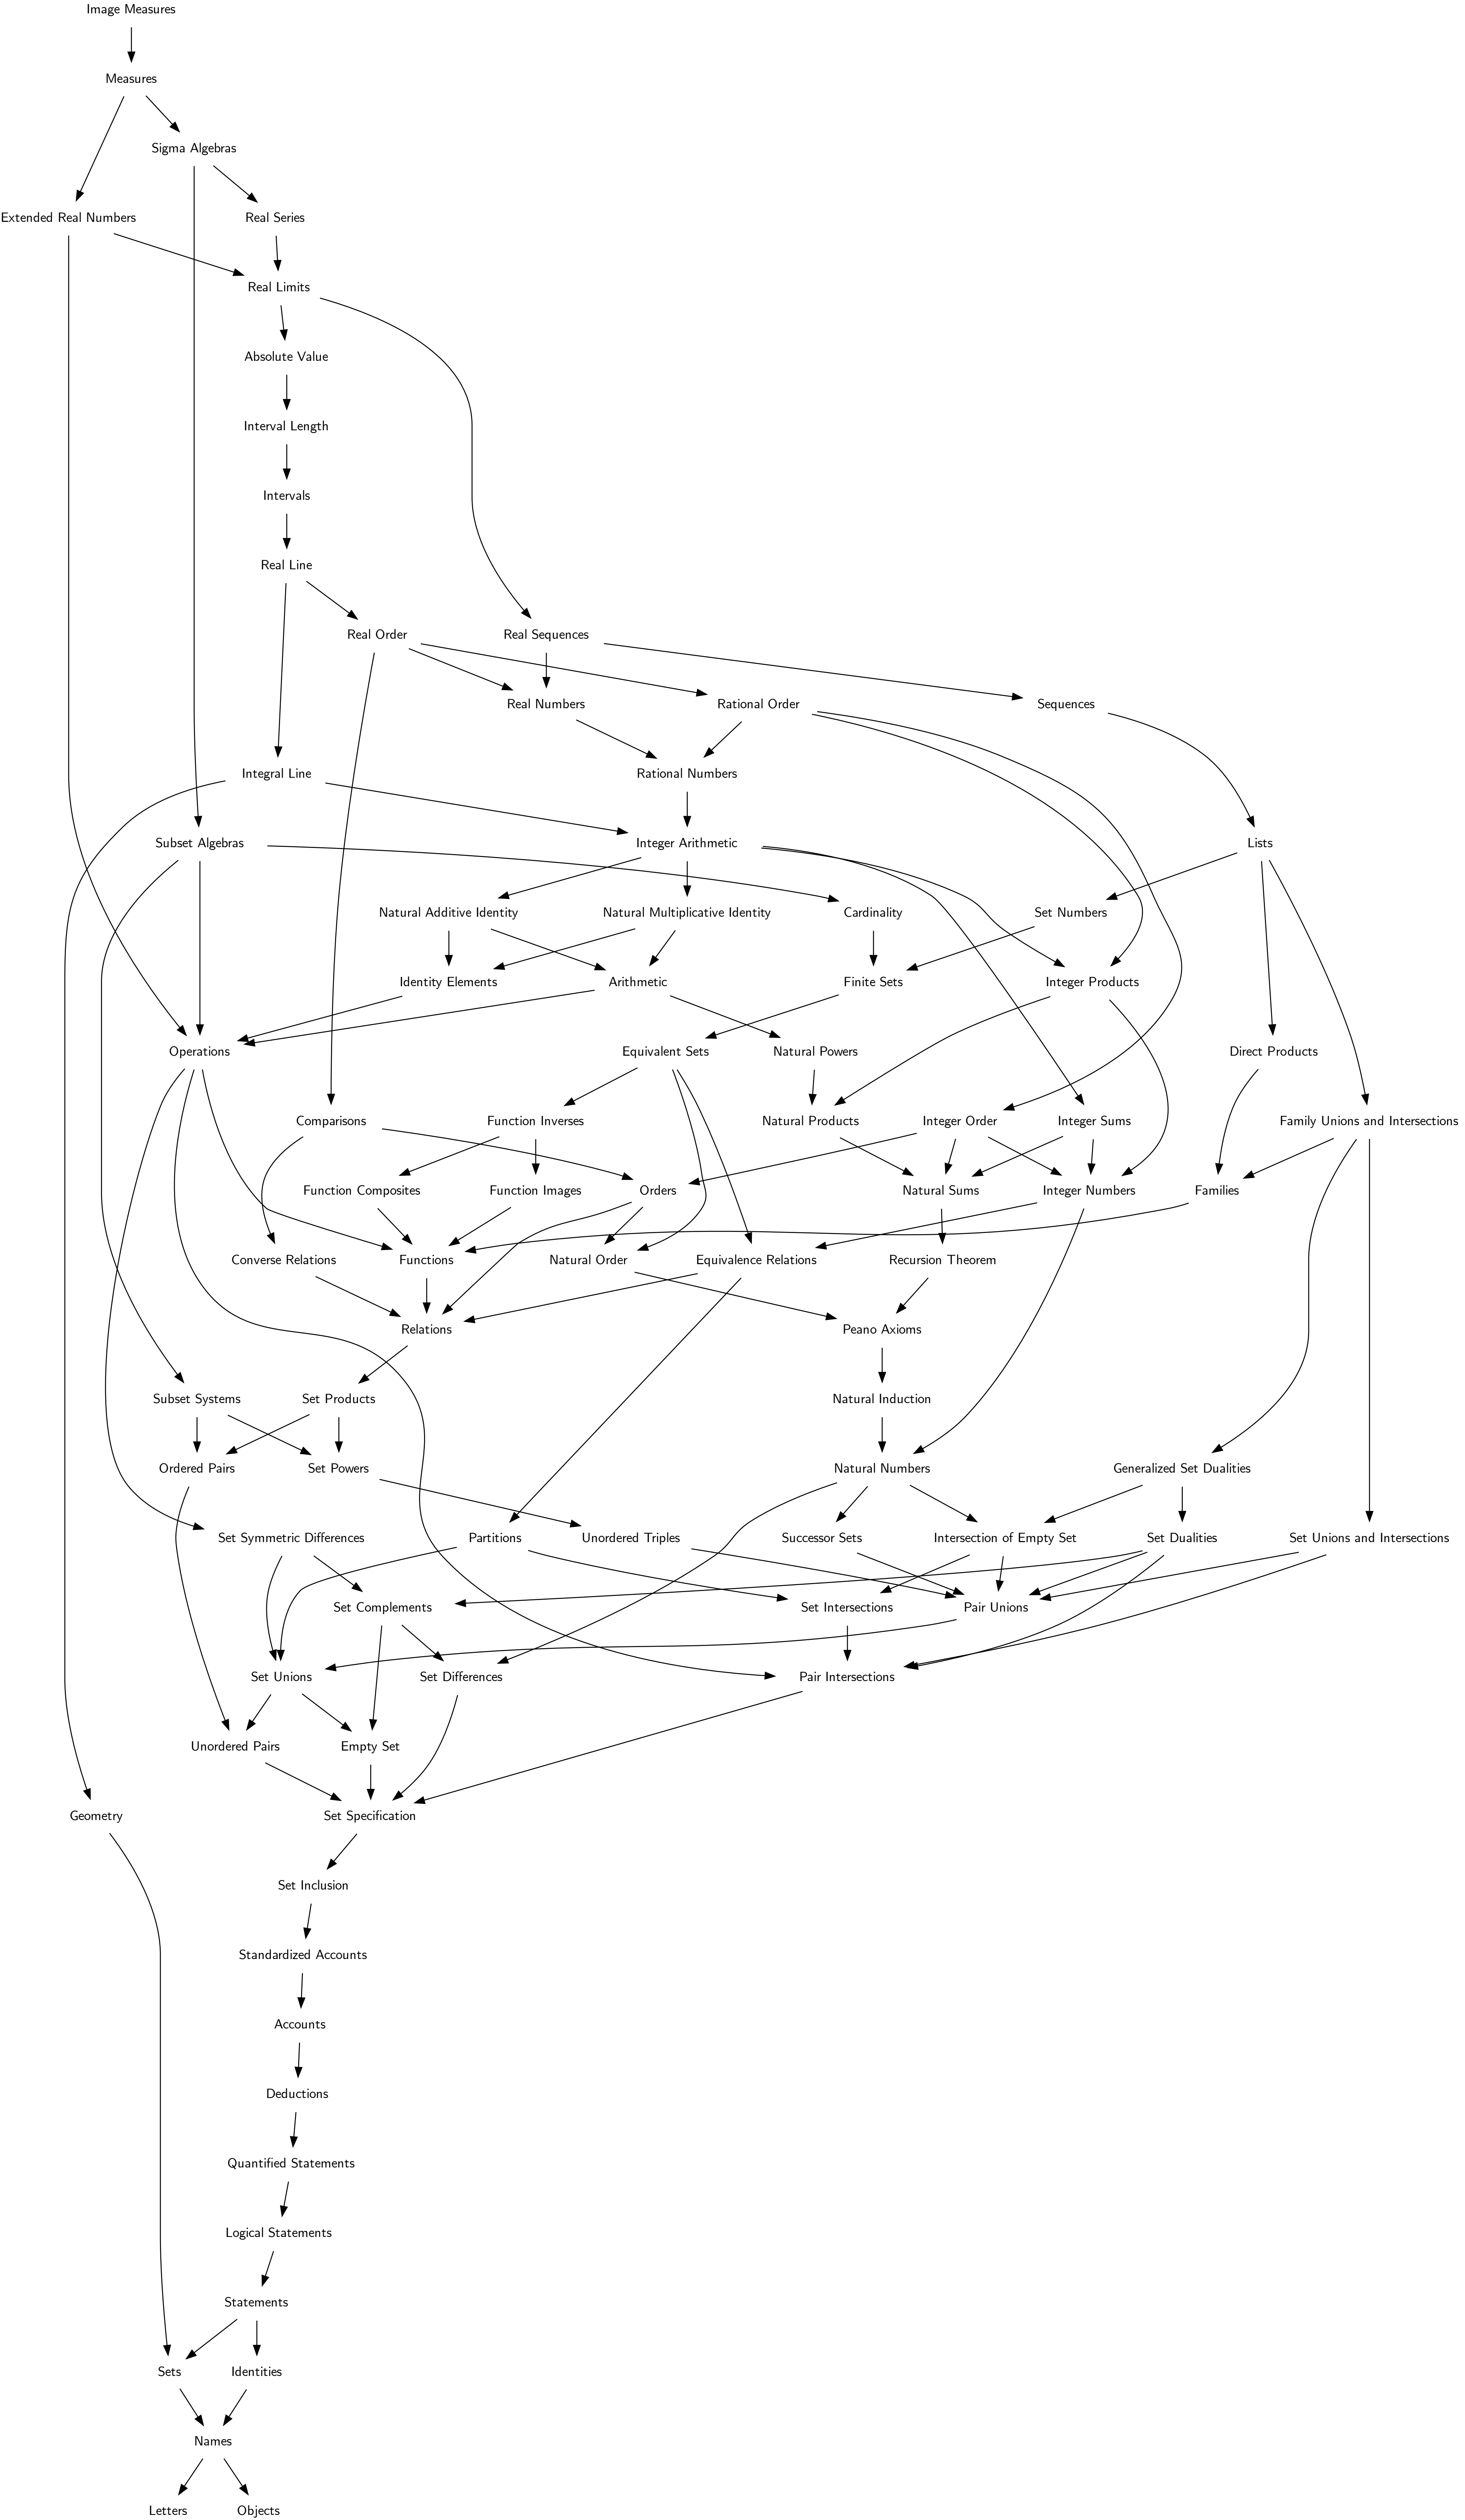 Image Measures
Measures
Sigma Algebras
Extended Real Numbers
Real Series
Real Limits
Absolute Value
Interval Length
Intervals
Real Line
Real Order
Real Sequences
Real Numbers
Rational Order
Sequences
Integral Line
Rational Numbers
Subset Algebras
Integer Arithmetic
Lists
Natural Additive Identity
Natural Multiplicative Identity
Cardinality
Set Numbers
Identity Elements
Arithmetic
Finite Sets
Integer Products
Operations
Equivalent Sets
Natural Powers
Direct Products
Comparisons
Function Inverses
Natural Products
Integer Order
Integer Sums
Family Unions and Intersections
Function Composites
Function Images
Orders
Natural Sums
Integer Numbers
Families
Converse Relations
Functions
Natural Order
Equivalence Relations
Recursion Theorem
Relations
Peano Axioms
Subset Systems
Set Products
Natural Induction
Ordered Pairs
Set Powers
Natural Numbers
Generalized Set Dualities
Set Symmetric Differences
Partitions
Unordered Triples
Successor Sets
Intersection of Empty Set
Set Dualities
Set Unions and Intersections
Set Complements
Set Intersections
Pair Unions
Set Unions
Set Differences
Pair Intersections
Unordered Pairs
Empty Set
Geometry
Set Specification
Set Inclusion
Standardized Accounts
Accounts
Deductions
Quantified Statements
Logical Statements
Statements
Sets
Identities
Names
Letters
Objects